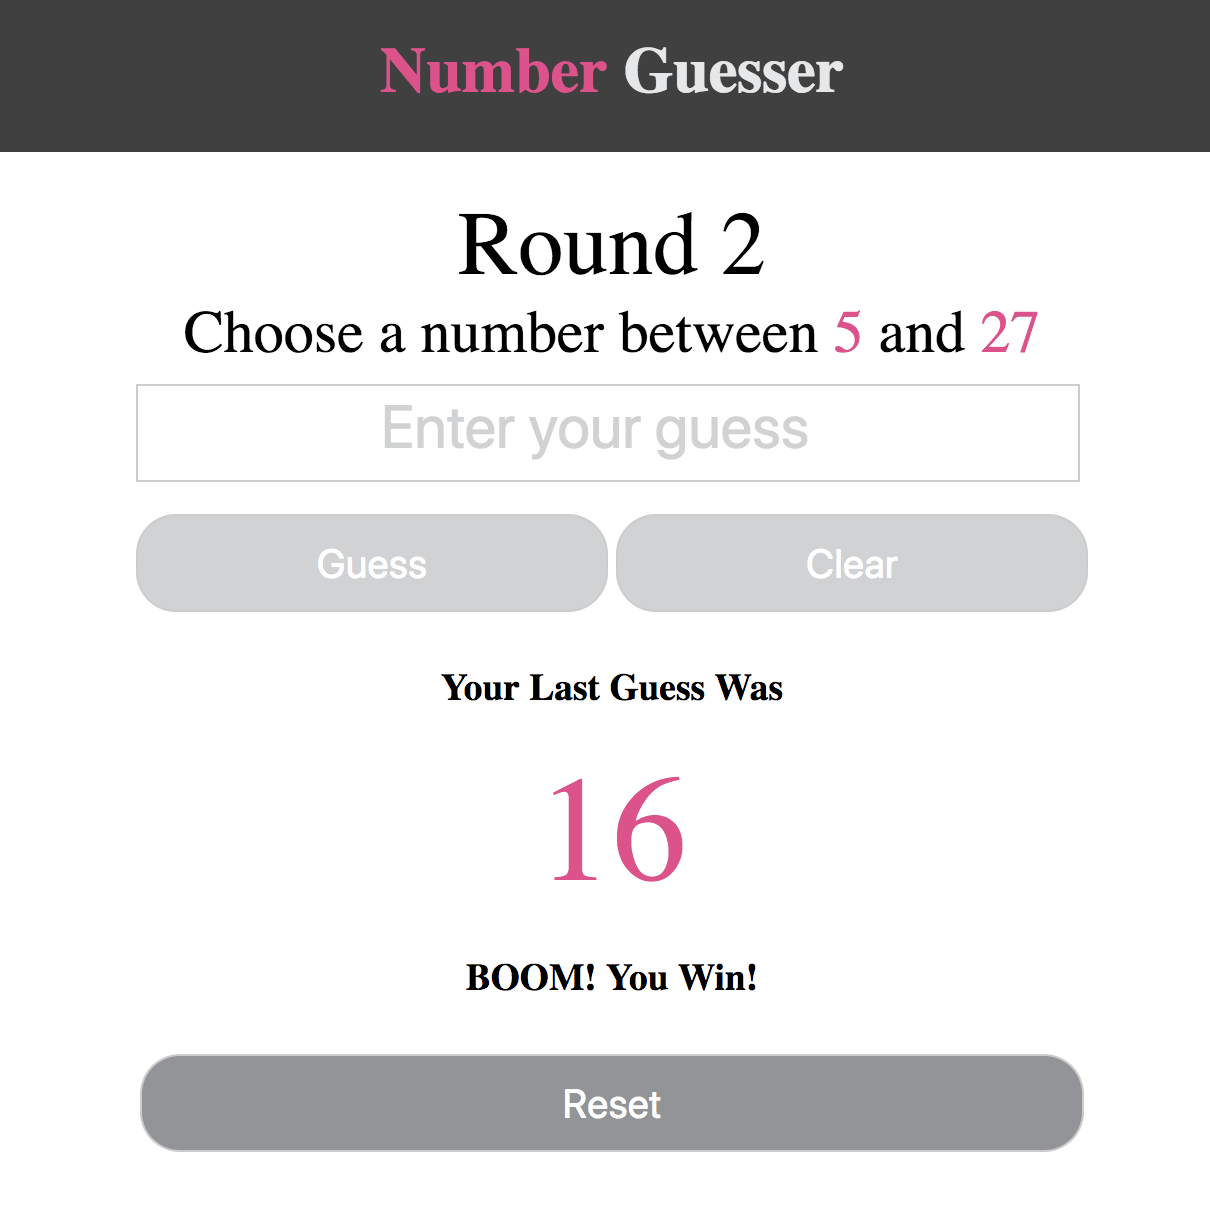 Number Guesser
Round 2
Choose a number between 5 and 27
Enter your guess
Guess Clear
Your Last Guess Was
16
BOOM! You Win!
Reset